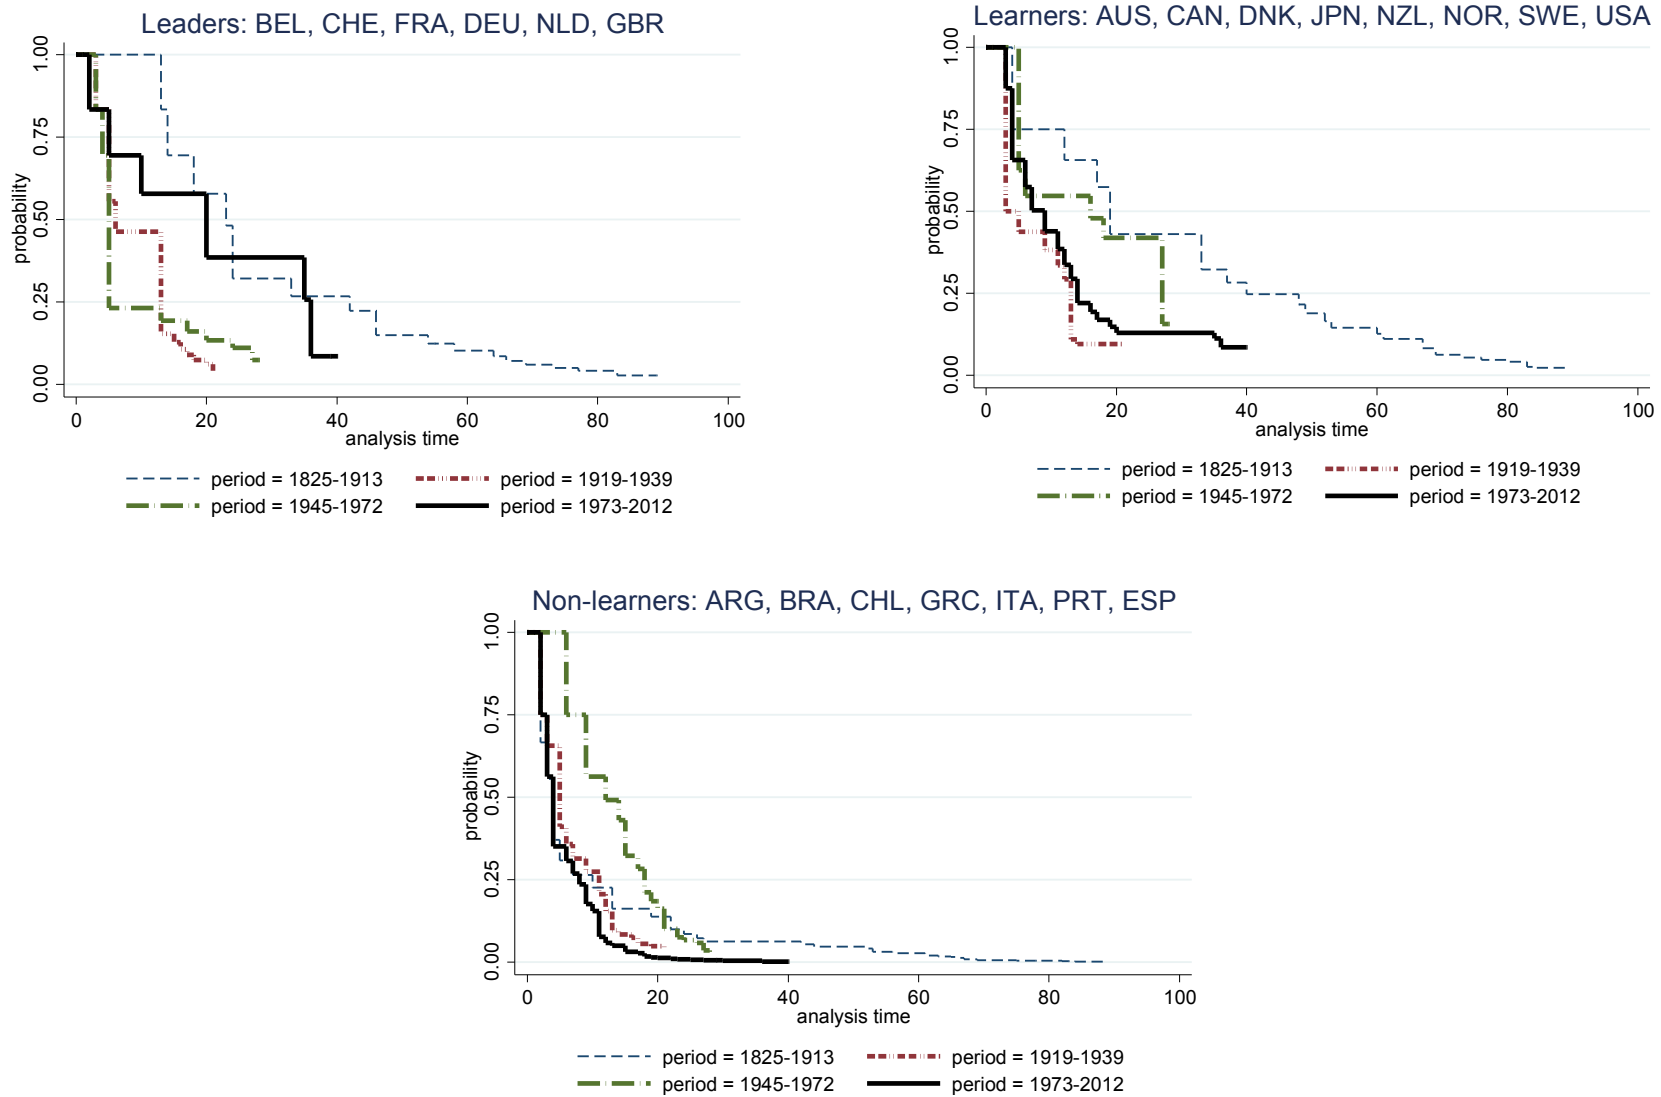 Leaders: BEL, CHE, FRA, DEU, NLD, GBR
probability
1.00
0.75
0.50
0.25
0.00
0 20 40 60 80 100
analysis time
period = 1825-1913 period = 1919-1939
period = 1945-1972 period = 1973-2012
Learners: AUS, CAN, DNK, JPN, NZL, NOR, SWE, USA
probability
1.00
0.75
0.50
0.25
0.00
0 20 40 60 80 100
analysis time
period = 1825-1913 period = 1919-1939
period = 1945-1972 period = 1973-2012
Non-learners: ARG, BRA, CHL, GRC, ITA, PRT, ESP
probability
1.00
0.75
0.50
0.25
0.00
0 20 40 60 80 100
analysis time
period = 1825-1913 period = 1919-1939
period = 1945-1972 period = 1973-2012